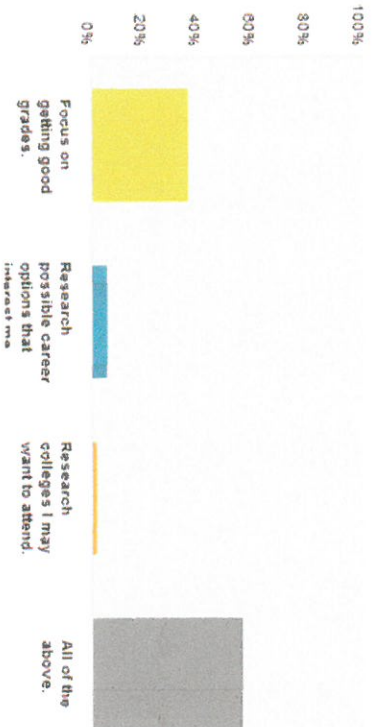 100%
80%
60%
40%
20%
0%
Focus on
getting good
grades.
Research
possible career
options that
interest me
Research
colleges I may
want to attend.
All of the
above.